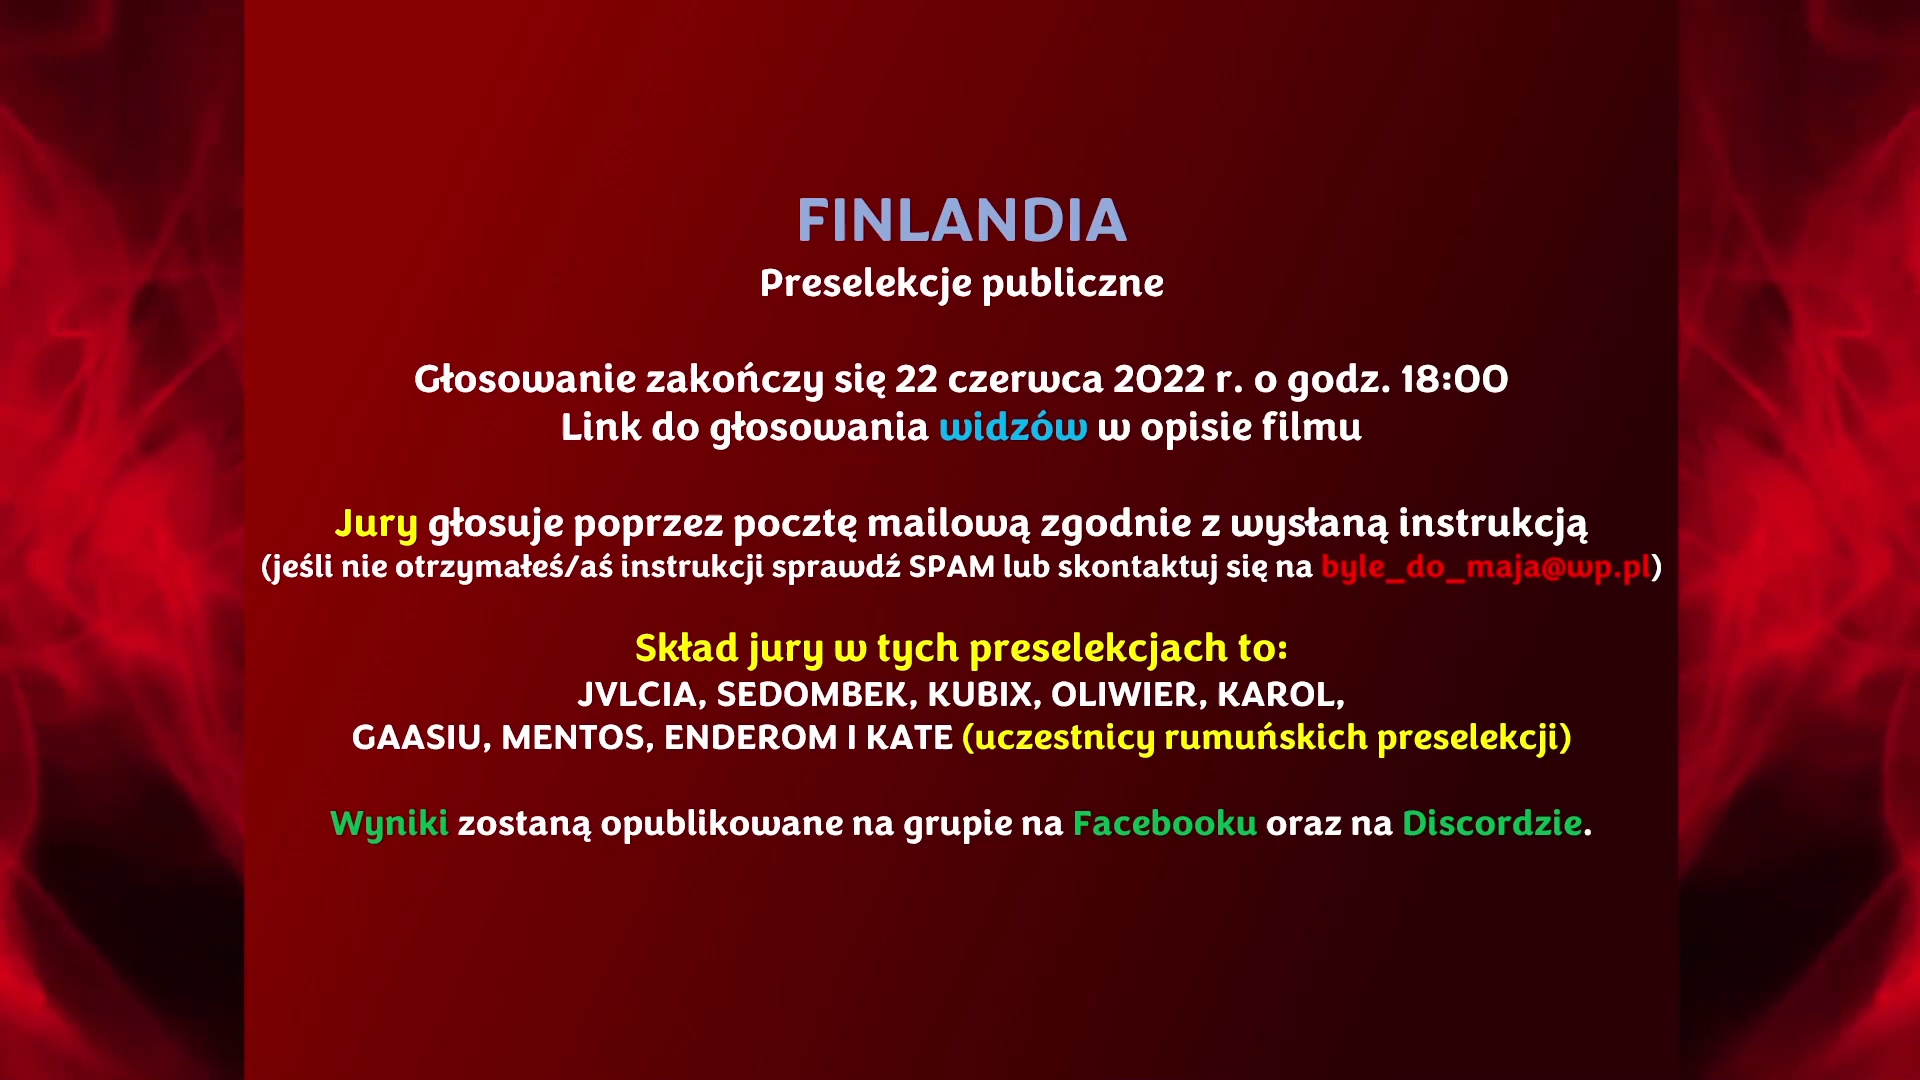 FINLANDIA
Preselekcje publiczne
Głosowanie zakończy się 22 czerwca 2022 r. o godz. 18:00
Link do głosowania widzów w opisie filmu
Jury głosuje poprzez pocztę mailową zgodnie z wysłaną instrukcją
(jeśli nie otrzymałeś/aś instrukcji sprawdź SPAM lub skontaktuj się na byle_do_maja@wp.pl)
Skład jury w tych preselekcjach to:
JVLCIA, SEDOMBEK, KUBIX, OLIWIER, KAROL,
GAASIU, MENTOS, ENDEROM I KATE (uczestnicy rumuńskich preselekcji)
Wyniki zostaną opublikowane na grupie na Facebooku oraz na Discordzie.